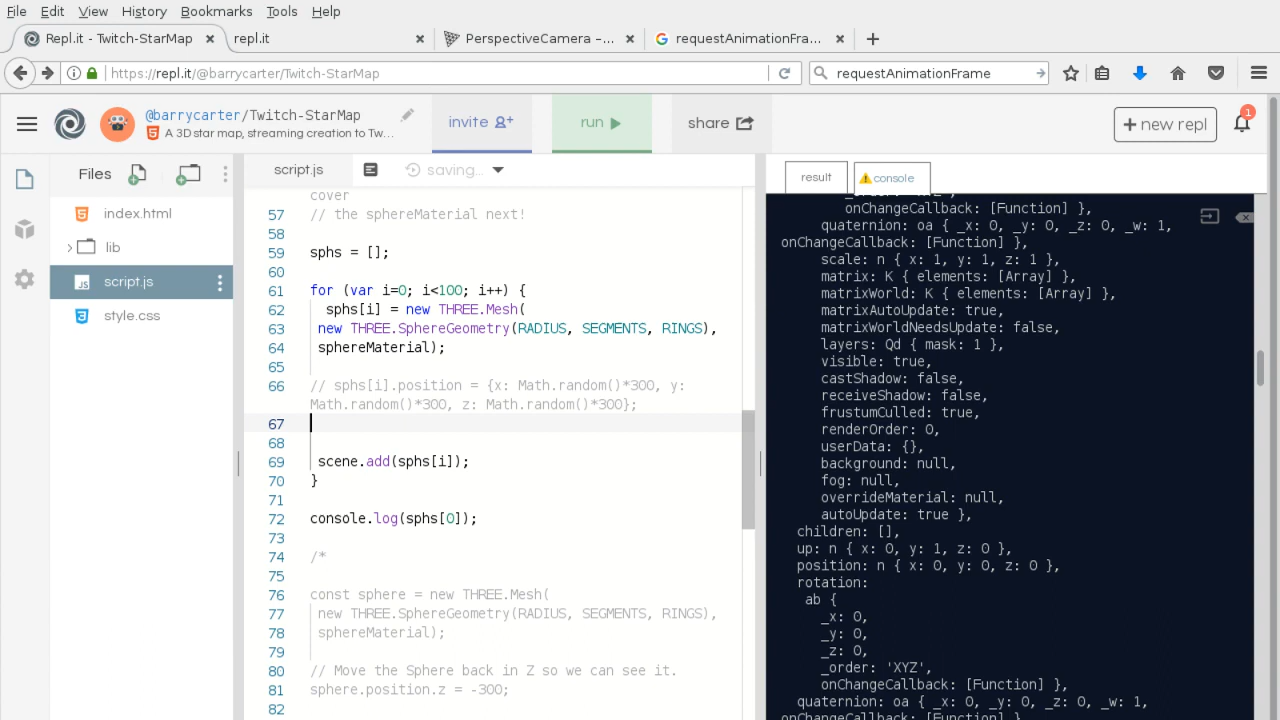 File Edit View History Bookmarks Tools Help
Repl.it - Twitch-StarMap × repl.it × PerspectiveCamera –... × requestAnimationFra... × +
https://repl.it/@barrycarter/Twitch-StarMap requestAnimationFrame
@barrycarter/Twitch-StarMap
A 3D star map, streaming creation to Tw...
invite run share + new repl 1
Files script.js saving... result console
index.html
lib
script.js
style.css
cover
57 // the sphereMaterial next!
58
59 sphs = [];
60
61 for (var i=0; i<100; i++) {
62 sphs[i] = new THREE.Mesh(
63 new THREE.SphereGeometry(RADIUS, SEGMENTS, RINGS),
64 sphereMaterial);
65
66 // sphs[i].position = {x: Math.random()*300, y:
Math.random()*300, z: Math.random()*300};
67
68
69 scene.add(sphs[i]);
70 }
71
72 console.log(sphs[0]);
73
74 /*
75
76 const sphere = new THREE.Mesh(
77 new THREE.SphereGeometry(RADIUS, SEGMENTS, RINGS),
78 sphereMaterial);
79
80 // Move the Sphere back in Z so we can see it.
81 sphere.position.z = -300;
82
onChangeCallback: [Function] },
quaternion: oa { _x: 0, _y: 0, _z: 0, _w: 1,
onChangeCallback: [Function] },
scale: n { x: 1, y: 1, z: 1 },
matrix: K { elements: [Array] },
matrixWorld: K { elements: [Array] },
matrixAutoUpdate: true,
matrixWorldNeedsUpdate: false,
layers: Qd { mask: 1 },
visible: true,
castShadow: false,
receiveShadow: false,
frustumCulled: true,
renderOrder: 0,
userData: {},
background: null,
fog: null,
overrideMaterial: null,
autoUpdate: true },
children: [],
up: n { x: 0, y: 1, z: 0 },
position: n { x: 0, y: 0, z: 0 },
rotation:
ab {
_x: 0,
_y: 0,
_z: 0,
_order: 'XYZ',
onChangeCallback: [Function] },
quaternion: oa { _x: 0, _y: 0, _z: 0, _w: 1,
onChangeCallback: [Function] }